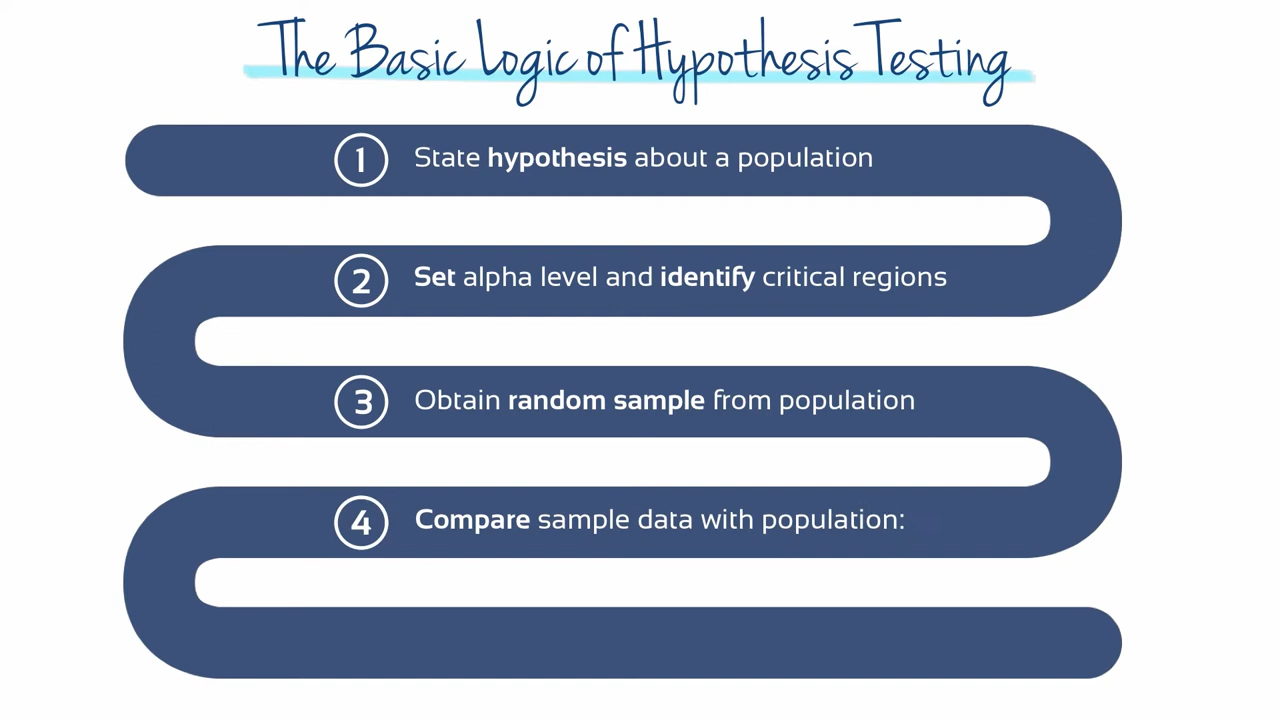 The Basic Logic of Hypothesis Testing
1 State hypothesis about a population
2 Set alpha level and identify critical regions
3 Obtain random sample from population
4 Compare sample data with population: